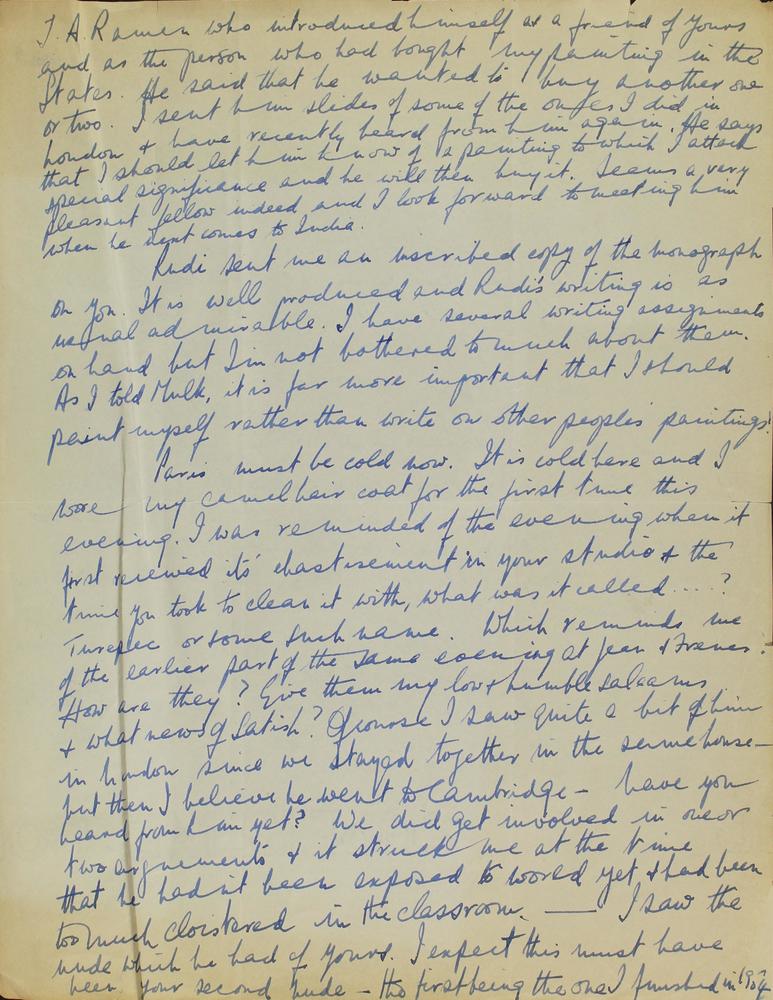 T. A. Raman who introduced himself as a friend of yours
and as the person who had bought my painting in the
States. He said that he wanted to buy another one
or two. I sent him slides of some of the ones I did in
London & have recently heard from him again. He says
that I should let him know of a painting to which I attach
special significance and he will then buy it. Seems a very
pleasant fellow indeed and I look forward to meeting him
when he next comes to India.
Rudi sent me an inscribed copy of the monograph
on you. It is well produced and Rudi's writing is as
usual admirable. I have several writing assignments
on hand but I'm not bothered too much about them.
As I told Mulk, it is far more important that I should
paint myself rather than write on other people's paintings!
Paris must be cold now. It is cold here and I
wore my camelhair coat for the first time this
evening. I was reminded of the evening when it
first received its' chastisement in your studio & the
time you took to clean it with, what was it called....?
or some such name. Which reminds me
of the earlier part of the same evening at Jean &
How are they? Give them my love & humble salaams
& what news of Satish? Ofcourse I saw quite a bit of him
in London since we stayed together in the same house —
but then I believe he went to Cambridge – have you
heard from him yet? We did get involved in one or
two arguements & it struck me at the time
that he hadn't been exposed to world yet & had been
too much cloistered in the classroom. —— I saw the
nude which he had of yours. I expect this must have
been your second nude – the first being the one I finished in